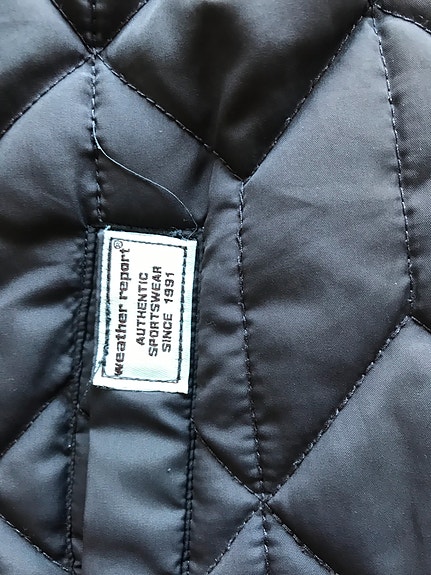 weather report®
AUTHENTIC
SPORTSWEAR
SINCE 1991